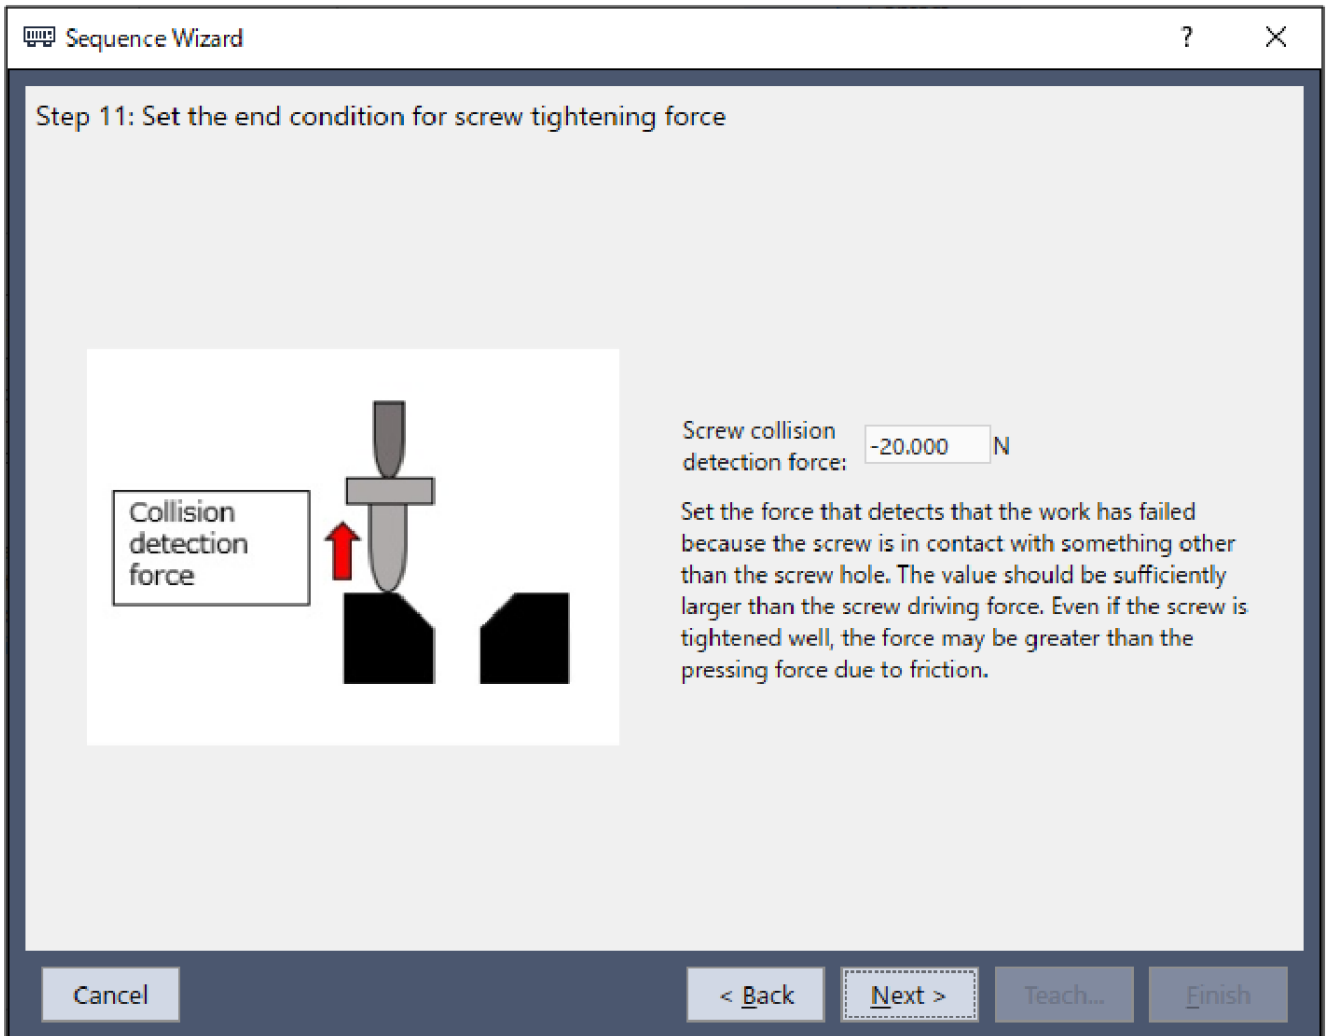 Sequence Wizard ?
Step 11: Set the end condition for screw tightening force
Collision
detection
force
Screw collision
detection force:
-20.000 N
Set the force that detects that the work has failed
because the screw is in contact with something other
than the screw hole. The value should be sufficiently
larger than the screw driving force. Even if the screw is
tightened well, the force may be greater than the
pressing force due to friction.
Cancel < Back Next > Teach... Finish